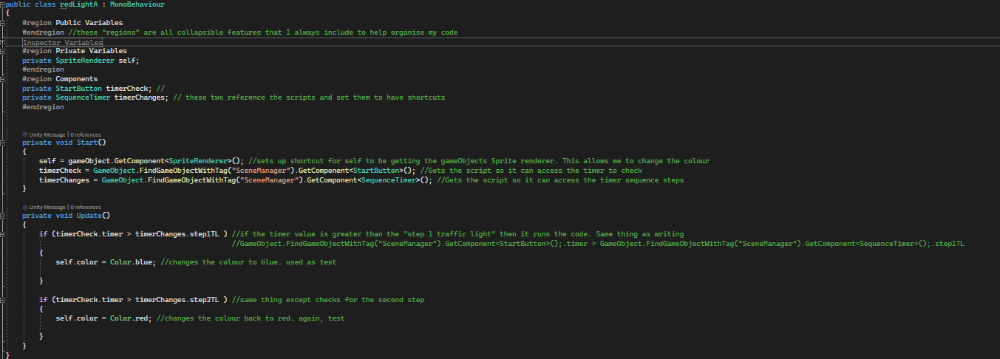 public class redLightA : MonoBehaviour
{
#region Public Variables
#endregion //these "regions" are all collapsible features that I always include to help organise my code
Inspector Variables
#region Private Variables
private SpriteRenderer self;
#endregion
#region Components
private StartButton timerCheck; //
private SequenceTimer timerChanges; // these two reference the scripts and set them to have shortcuts
#endregion
Unity Message | 0 references
private void Start()
{
self = gameObject.GetComponent<SpriteRenderer>(); //sets up shortcut for self to be getting the gameObjects Sprite renderer. This allows me to change the colour
timerCheck = GameObject.FindGameObjectWithTag("SceneManager").GetComponent<StartButton>(); //Gets the script so it can access the timer to check
timerChanges = GameObject.FindGameObjectWithTag("SceneManager").GetComponent<SequenceTimer>(); //Gets the script so it can access the timer sequence steps
}
Unity Message | 0 references
private void Update()
{
if (timerCheck.timer > timerChanges.step1TL ) //if the timer value is greater than the "step 1 traffic light" then it runs the code. Same thing as writing
//GameObject.FindGameObjectWithTag("SceneManager").GetComponent<StartButton>();.timer > GameObject.FindGameObjectWithTag("SceneManager").GetComponent<SequenceTimer>();.step1TL
{
self.color = Color.blue; //changes the colour to blue. used as test
}
if (timerCheck.timer > timerChanges.step2TL ) //same thing except checks for the second step
{
self.color = Color.red; //changes the colour back to red. again, test
}
}
}